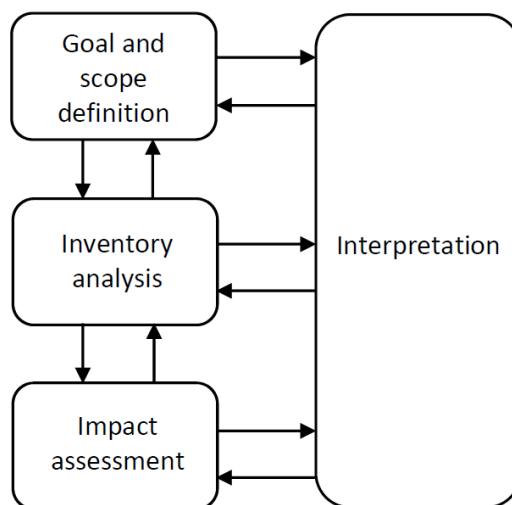 Goal and
scope
definition
Inventory
analysis
Interpretation
Impact
assessment